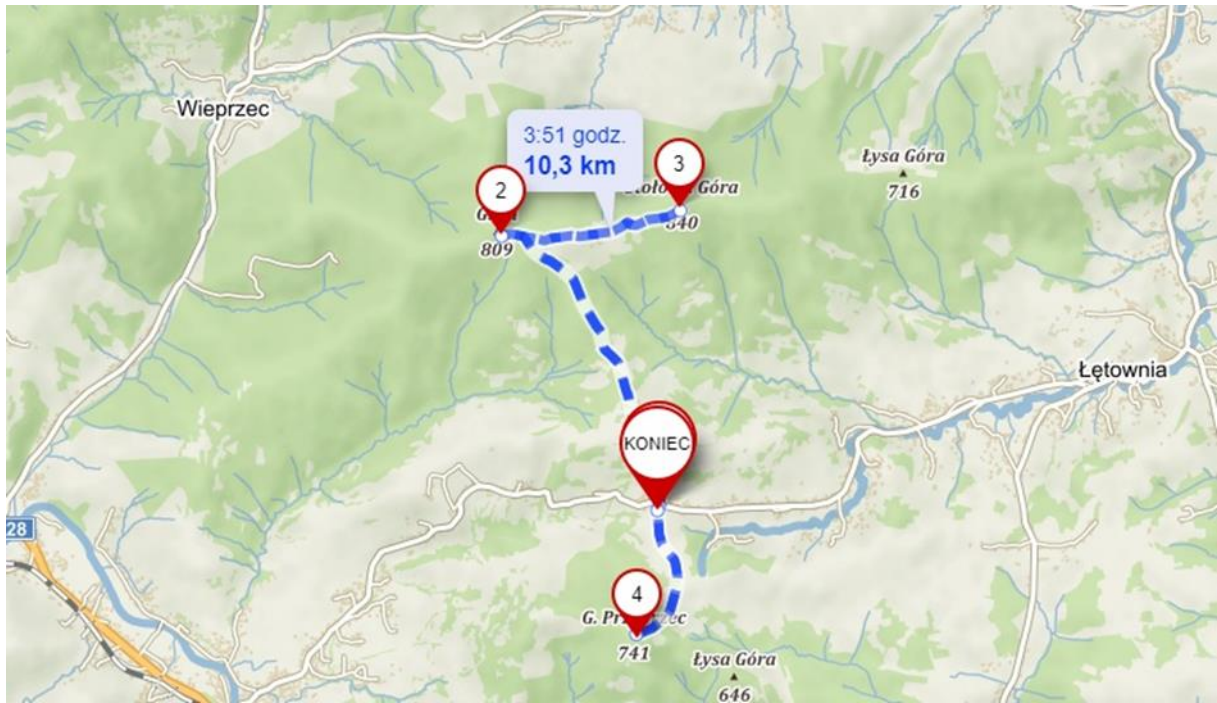 Wieprzec
3:51 godz.
10,3 km
3
Łysa Góra
716
2
Góra
840
809
Łętownia
KONIEC
28
4
G.
741
Łysa Góra
646